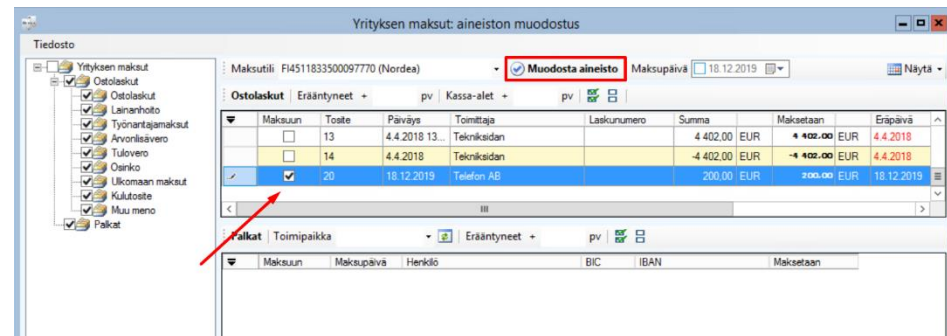 Yrityksen maksut: aineiston muodostus
Tiedosto
Yrityksen maksut
Ostolaskut
Ostolaskut
Lainanhoito
Työnantajamaksut
Arvonlisävero
Tulovero
Osinko
Ulkomaan maksut
Kulutosite
Muu meno
Palkat
Maksutili FI4511833500097770 (Nordea) Muodosta aineisto Maksupäivä 18.12.2019 Näytä
Ostolaskut Erääntyneet + pv Kassa-alet + pv
Maksuun Tosite Päiväys Toimittaja Laskunumero Summa Maksetaan Eräpäivä
13 4.4.2018 13... Tekniksidan 4 402,00 EUR 4 402.00 EUR 4.4.2018
14 4.4.2018 Tekniksidan -4 402,00 EUR -4 402.00 EUR 4.4.2018
20 18.12.2019 Telefon AB 200,00 EUR 200.00 EUR 18.12.2019
Palkat Toimipaikka Erääntyneet + pv
Maksuun Maksupäivä Henkilö BIC IBAN Maksetaan